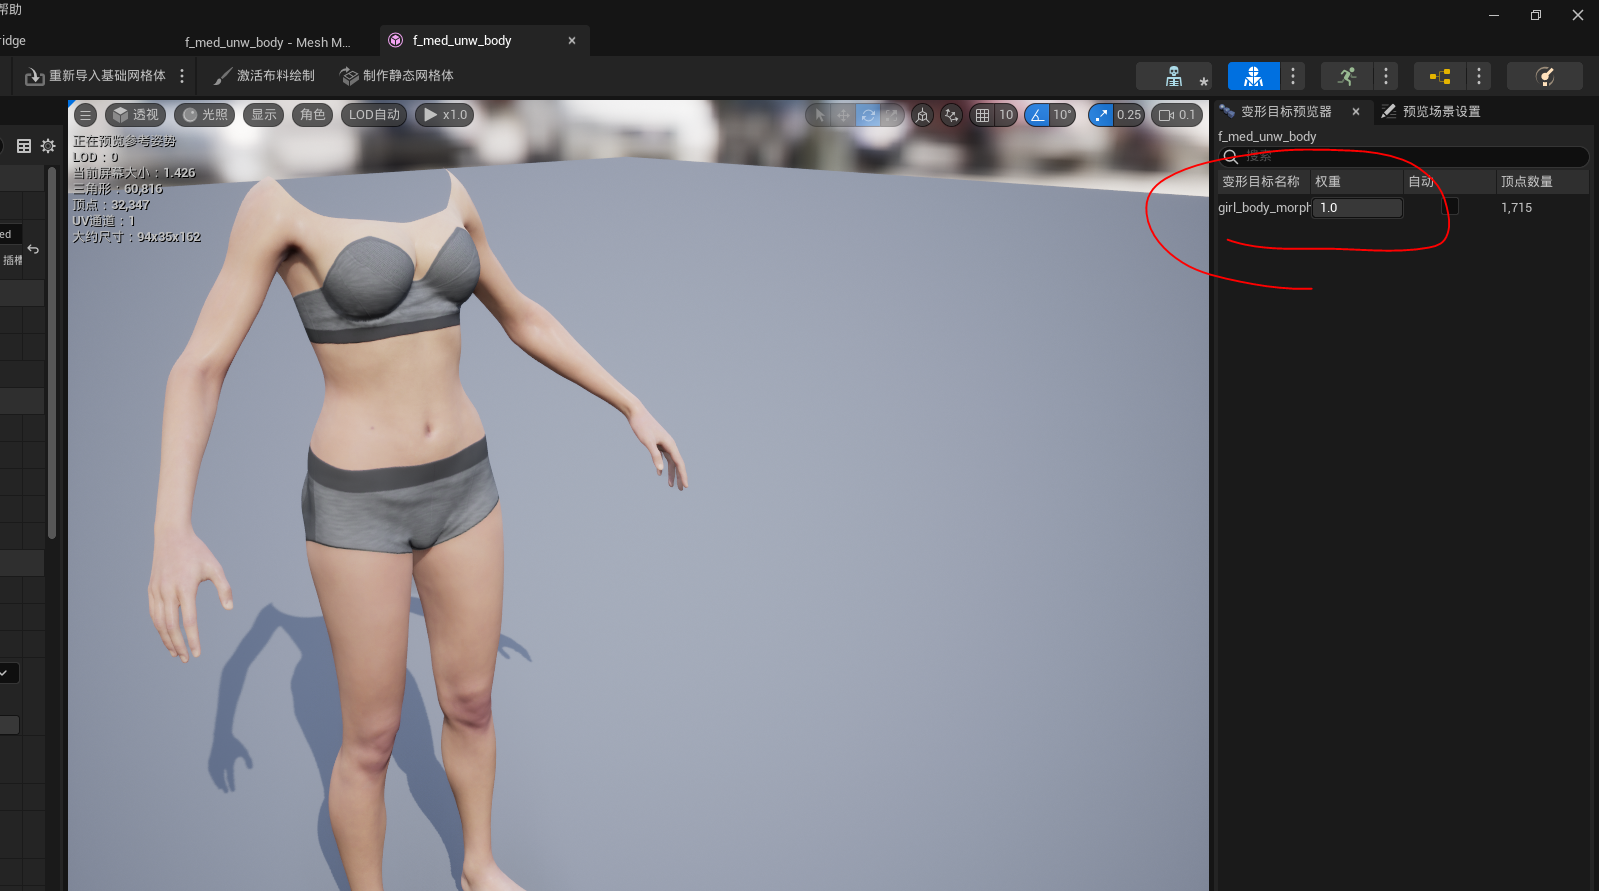 帮助
ridge
f_med_unw_body - Mesh M...
f_med_unw_body
重新导入基础网格体
激活布料绘制
制作静态网格体
透视
光照
显示
角色
LOD自动
x1.0
10
10°
0.25
0.1
正在预览参考姿势
LOD：0
当前屏幕大小：1.426
三角形：60,816
顶点：32,347
UV通道：1
大约尺寸：94x35x162
ed
插槽
变形目标预览器
预览场景设置
f_med_unw_body
搜索
变形目标名称 权重 自动 顶点数量
girl_body_morph 1.0 1,715